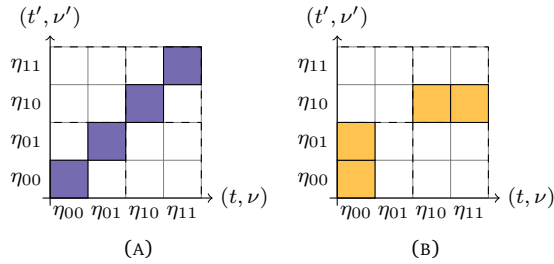 (t′, ν′) (t′, ν′)
η₁₁ η₁₁
η₁₀ η₁₀
η₀₁ η₀₁
η₀₀ η₀₀
(t, ν) (t, ν)
η₀₀ η₀₁ η₁₀ η₁₁ η₀₀ η₀₁ η₁₀ η₁₁
(A) (B)